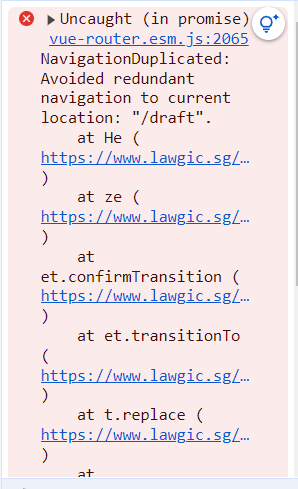 ▶Uncaught (in promise)
vue-router.esm.js:2065
NavigationDuplicated:
Avoided redundant
navigation to current
location: "/draft".
at He (
https://www.lawgic.sg/…
)
at ze (
https://www.lawgic.sg/…
)
at
et.confirmTransition (
https://www.lawgic.sg/…
)
at et.transitionTo
(
https://www.lawgic.sg/…
)
at t.replace (
https://www.lawgic.sg/…
)
at